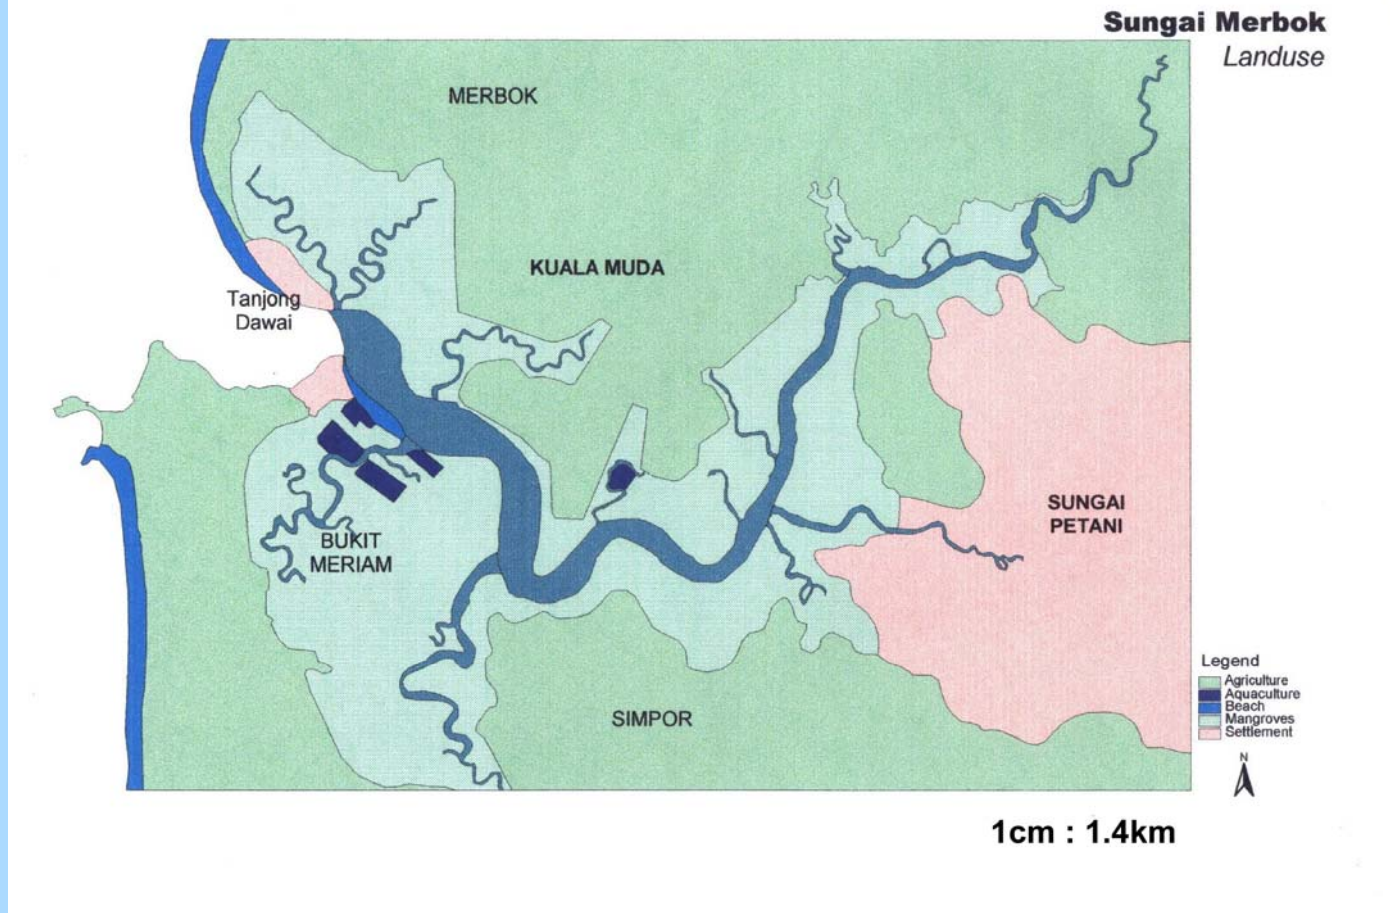 Sungai Merbok
Landuse
MERBOK
KUALA MUDA
Tanjong
Dawai
SUNGAI
PETANI
BUKIT
MERIAM
SIMPOR
Legend
Agriculture
Aquaculture
Beach
Mangroves
Settlement
N
1cm : 1.4km